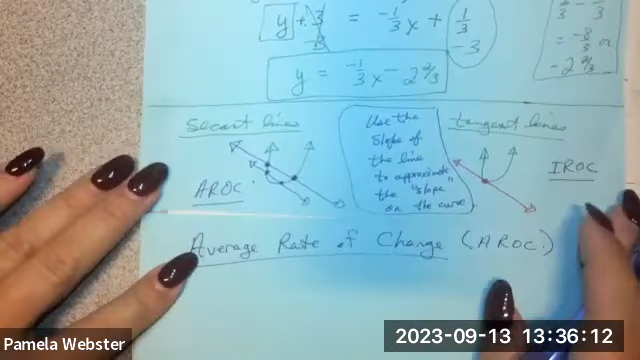 y + 3 = -1/3 x + 1/3
-3 -3
y = -1/3 x - 2 2/3
= -8/3 or
-2 2/3
secant lines
AROC
Use the
slope of
the line
to approximate
the "slope"
on the curve.
tangent lines
IROC
Average Rate of Change (AROC)
Pamela Webster
2023-09-13 13:36:12